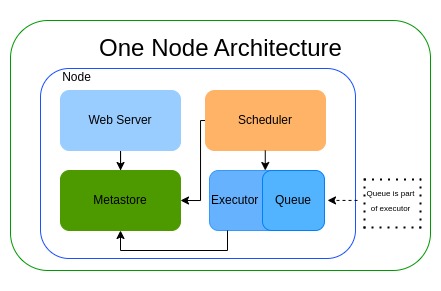 One Node Architecture
Node
Web Server
Scheduler
Metastore
Executor
Queue
Queue is part
of executor